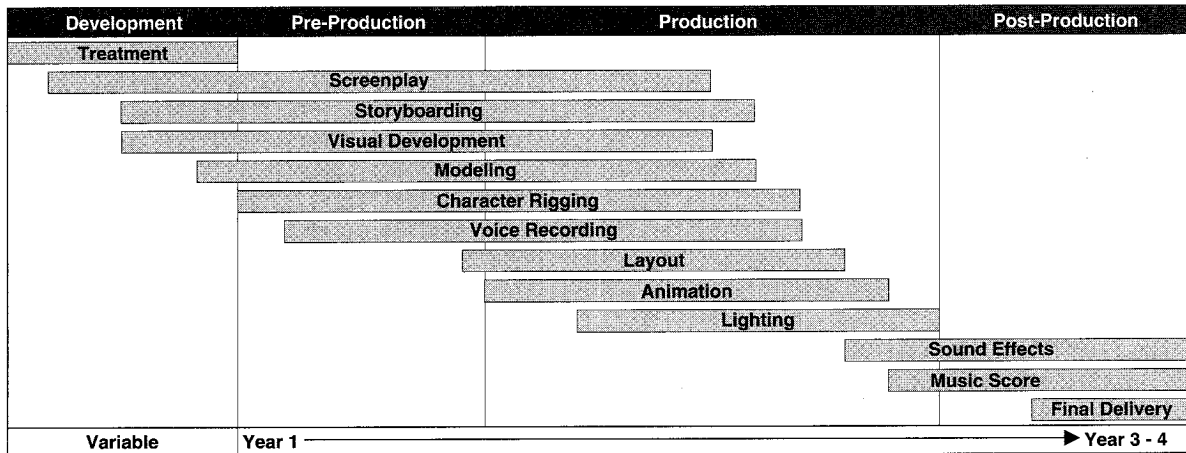 Development Pre-Production Production Post-Production
Treatment
Screenplay
Storyboarding
Visual Development
Modeling
Character Rigging
Voice Recording
Layout
Animation
Lighting
Sound Effects
Music Score
Final Delivery
Variable Year 1 Year 3 - 4